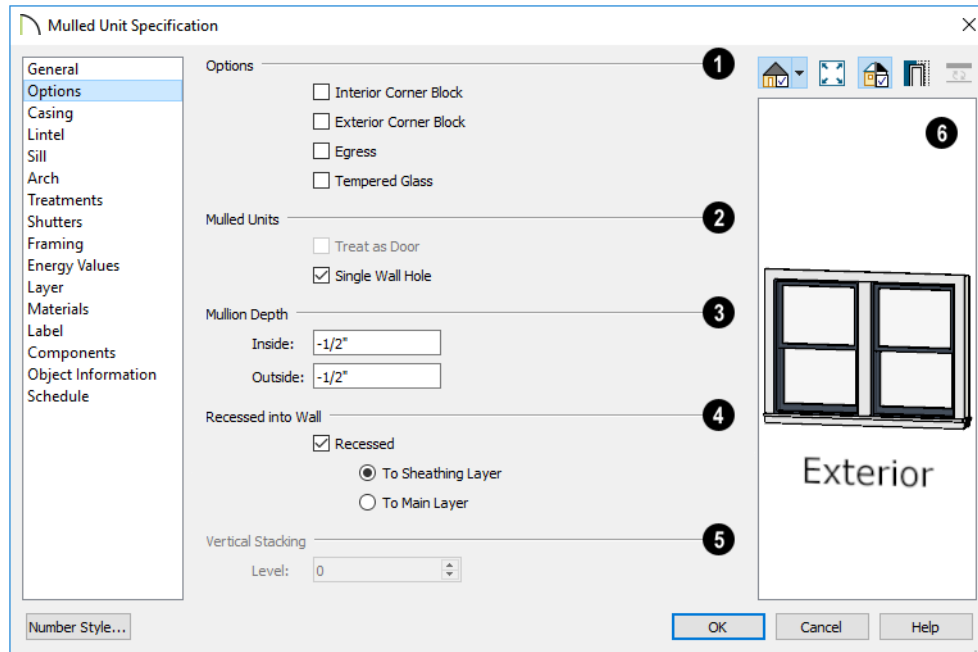 Mulled Unit Specification
General
Options
Casing
Lintel
Sill
Arch
Treatments
Shutters
Framing
Energy Values
Layer
Materials
Label
Components
Object Information
Schedule
Options 1
Interior Corner Block
Exterior Corner Block
Egress
Tempered Glass
Mulled Units 2
Treat as Door
Single Wall Hole
Mullion Depth 3
Inside: -1/2"
Outside: -1/2"
Recessed into Wall 4
Recessed
To Sheathing Layer
To Main Layer
Vertical Stacking 5
Level: 0
6
Exterior
Number Style...
OK
Cancel
Help